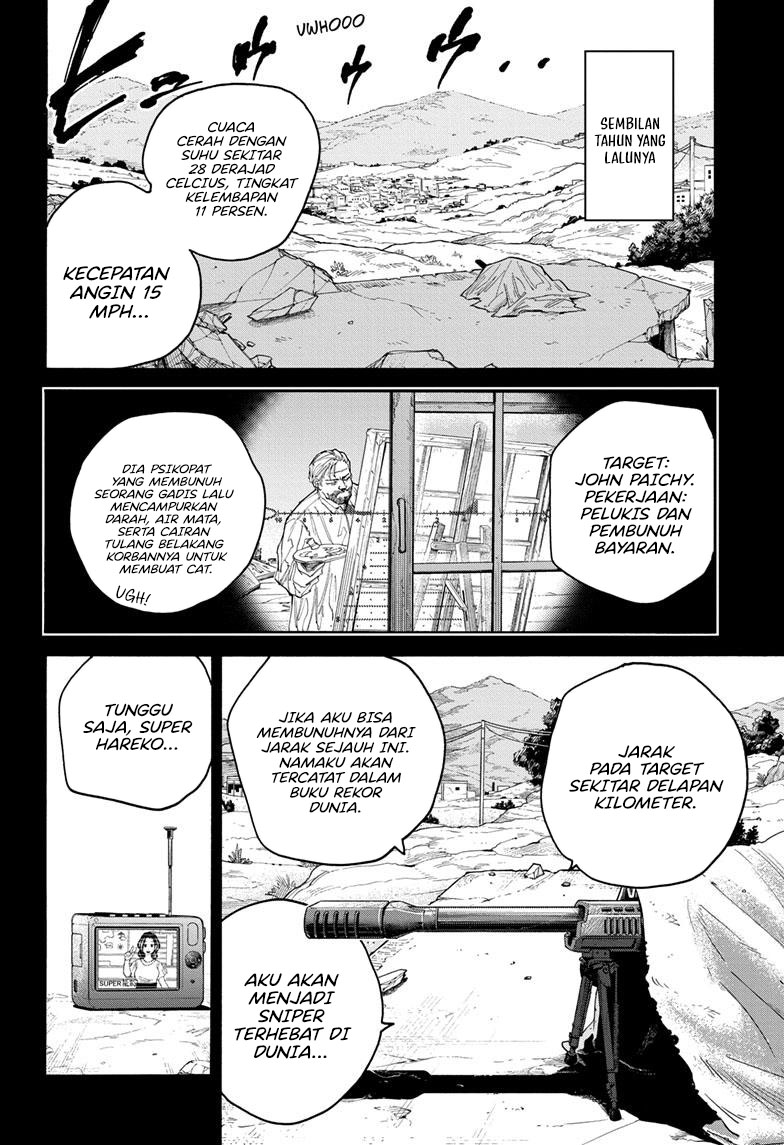 ビュウウ・・
VWHOOO
SEMBILAN
TAHUN YANG
LALUNYA
CUACA
CERAH DENGAN
SUHU SEKITAR
28 DERAJAD
CELCIUS, TINGKAT
KELEMBAPAN
11 PERSEN.
KECEPATAN
ANGIN 15
MPH...
TARGET:
JOHN PAICHY.
PEKERJAAN:
PELUKIS DAN
PEMBUNUH
BAYARAN.
DIA PSIKOPAT
YANG MEMBUNUH
SEORANG GADIS LALU
MENCAMPURKAN
DARAH, AIR MATA,
SERTA CAIRAN
TULANG BELAKANG
KORBANNYA UNTUK
MEMBUAT CAT.
UGH!
JARAK
PADA TARGET
SEKITAR DELAPAN
KILOMETER.
JIKA AKU BISA
MEMBUNUHNYA DARI
JARAK SEJAUH INI.
NAMAKU AKAN
TERCATAT DALAM
BUKU REKOR
DUNIA.
AKU AKAN
MENJADI
SNIPER
TERHEBAT DI
DUNIA...
TUNGGU
SAJA, SUPER
HAREKO...
SUPER